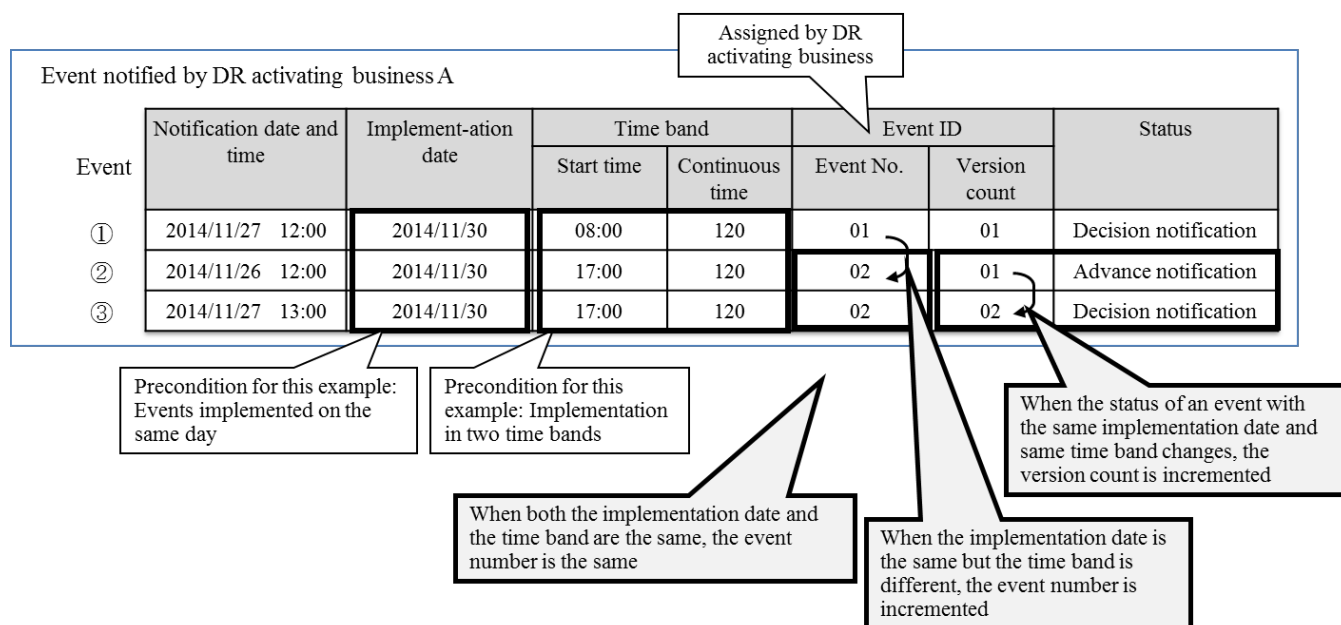 Assigned by DR
activating business
Event notified by DR activating business A
Event
Notification date and
time
Implement-ation
date
Time band
Start time
Continuous
time
Event ID
Event No.
Version
count
Status
① 2014/11/27 12:00 2014/11/30 08:00 120 01 01 Decision notification
② 2014/11/26 12:00 2014/11/30 17:00 120 02 01 Advance notification
③ 2014/11/27 13:00 2014/11/30 17:00 120 02 02 Decision notification
Precondition for this example:
Events implemented on the
same day
Precondition for this
example: Implementation
in two time bands
When the status of an event with
the same implementation date and
same time band changes, the
version count is incremented
When both the implementation date and
the time band are the same, the event
number is the same
When the implementation date is
the same but the time band is
different, the event number is
incremented